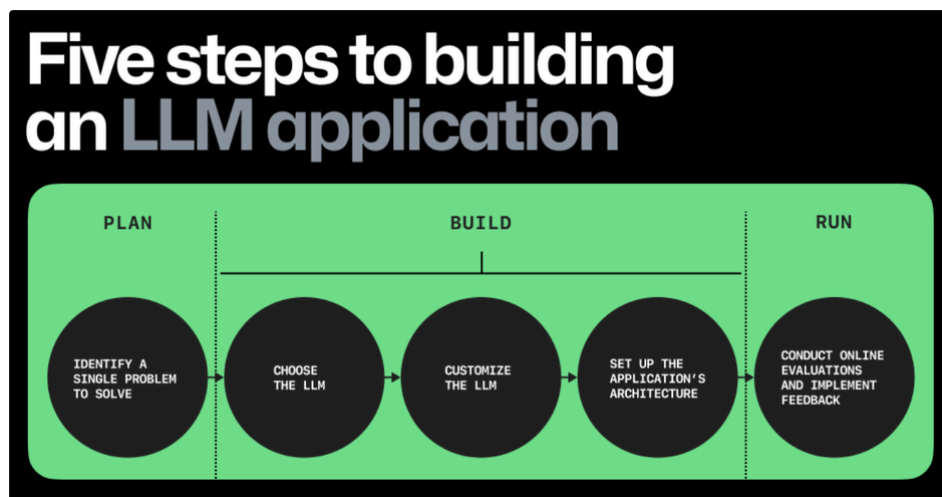 Five steps to building
an LLM application
PLAN
BUILD
RUN
IDENTIFY A
SINGLE PROBLEM
TO SOLVE
CHOOSE
THE LLM
CUSTOMIZE
THE LLM
SET UP THE
APPLICATION'S
ARCHITECTURE
CONDUCT ONLINE
EVALUATIONS
AND IMPLEMENT
FEEDBACK